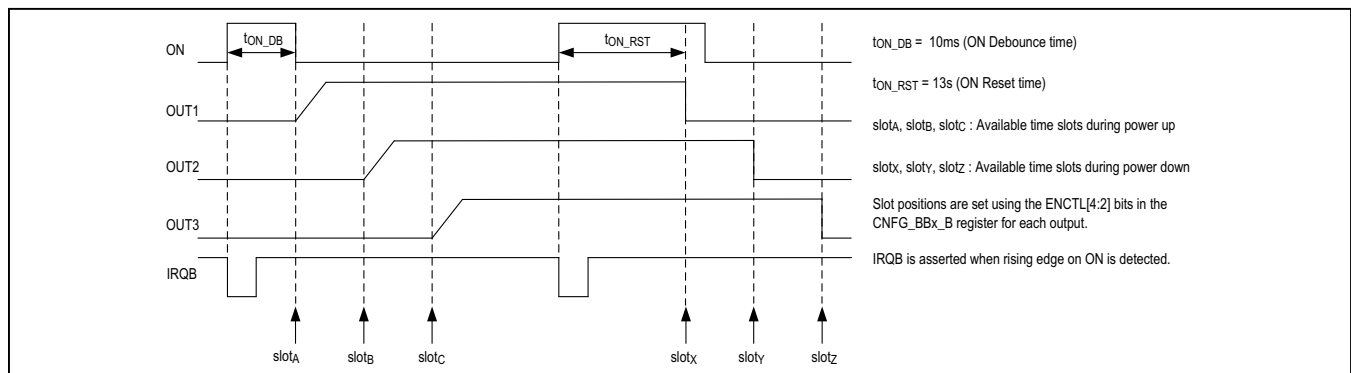 ON
tON_DB
tON_RST
OUT1
OUT2
OUT3
IRQB
slotA
slotB
slotC
slotX
slotY
slotZ
tON_DB = 10ms (ON Debounce time)
tON_RST = 13s (ON Reset time)
slotA, slotB, slotC : Available time slots during power up
slotX, slotY, slotZ : Available time slots during power down
Slot positions are set using the ENCTL[4:2] bits in the
CNFG_BBx_B register for each output.
IRQB is asserted when rising edge on ON is detected.